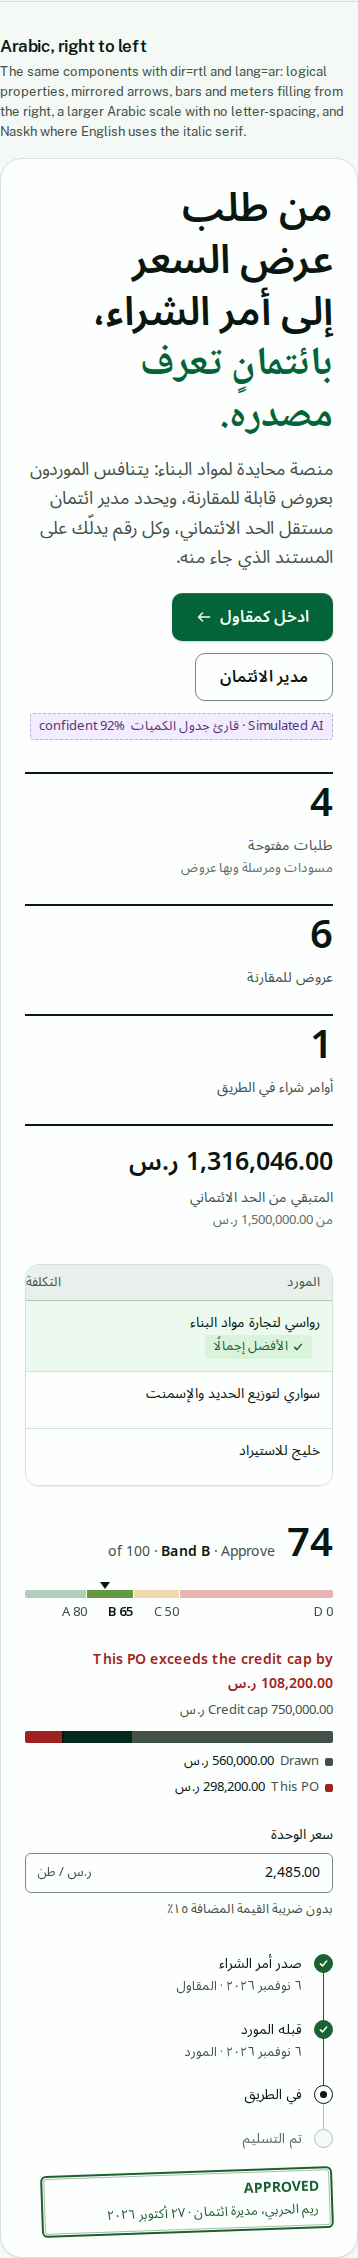 Arabic, right to left
The same components with dir=rtl and lang=ar: logical
properties, mirrored arrows, bars and meters filling from
the right, a larger Arabic scale with no letter-spacing, and
Naskh where English uses the italic serif.
من طلب
عرض السعر
إلى أمر الشراء،
بائتمانٍ تعرف
مصدره.
منصة محايدة لمواد البناء: يتنافس الموردون
بعروض قابلة للمقارنة، ويحدد مدير ائتمان
مستقل الحد الائتماني، وكل رقم يدلّك على
المستند الذي جاء منه.
ادخل كمقاول ←
مدير الائتمان
Simulated AI · قارئ جدول الكميات 92% confident
4
طلبات مفتوحة
مسودات ومرسلة وبها عروض
6
عروض للمقارنة
1
أوامر شراء في الطريق
1,316,046.00 ر.س
المتبقي من الحد الائتماني
من 1,500,000.00 ر.س
المورد التكلفة
رواسي لتجارة مواد البناء
✓ الأفضل إجمالًا
سواري لتوزيع الحديد والإسمنت
خليج للاستيراد
74 of 100 · Band B · Approve
A 80 B 65 C 50 D 0
This PO exceeds the credit cap by
108,200.00 ر.س
Credit cap 750,000.00 ر.س
Drawn 560,000.00 ر.س
This PO 298,200.00 ر.س
سعر الوحدة
2,485.00 ر.س / طن
بدون ضريبة القيمة المضافة ١٥٪
صدر أمر الشراء
٦ نوفمبر ٢٠٢٦ · المقاول
قبله المورد
٦ نوفمبر ٢٠٢٦ · المورد
في الطريق
تم التسليم
APPROVED
ريم الحربي، مديرة ائتمان · ٢٧ أكتوبر ٢٠٢٦